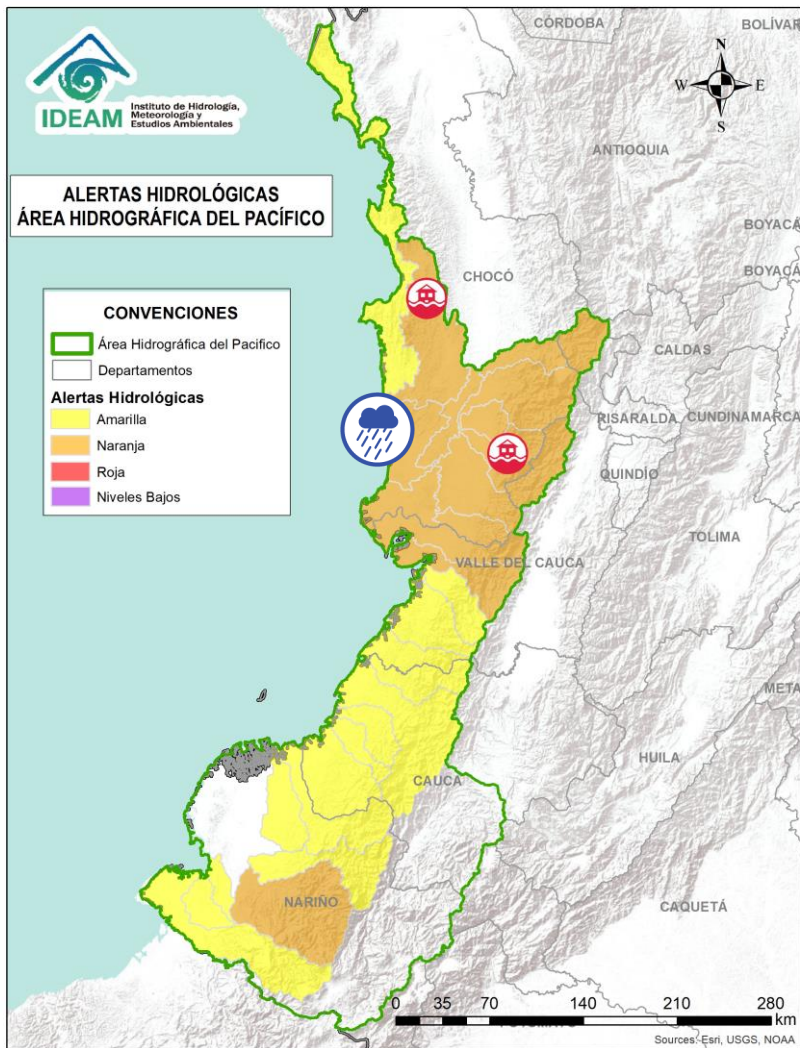 IDEAM
Instituto de Hidrología,
Meteorología y
Estudios Ambientales
ALERTAS HIDROLÓGICAS
ÁREA HIDROGRÁFICA DEL PACÍFICO
CONVENCIONES
Área Hidrográfica del Pacifico
Departamentos
Alertas Hidrológicas
Amarilla
Naranja
Roja
Niveles Bajos
CÓRDOBA
BOLÍVAR
N
W
E
S
ANTIOQUIA
BOYACÁ
BOYACÁ
CHOCÓ
CALDAS
RISARALDA
CUNDINAMARCA
QUINDÍO
TOLIMA
VALLE DEL CAUCA
META
HUILA
CAUCA
NARIÑO
CAQUETÁ
0 35 70 140 210 280
km
Sources: Esri, USGS, NOAA